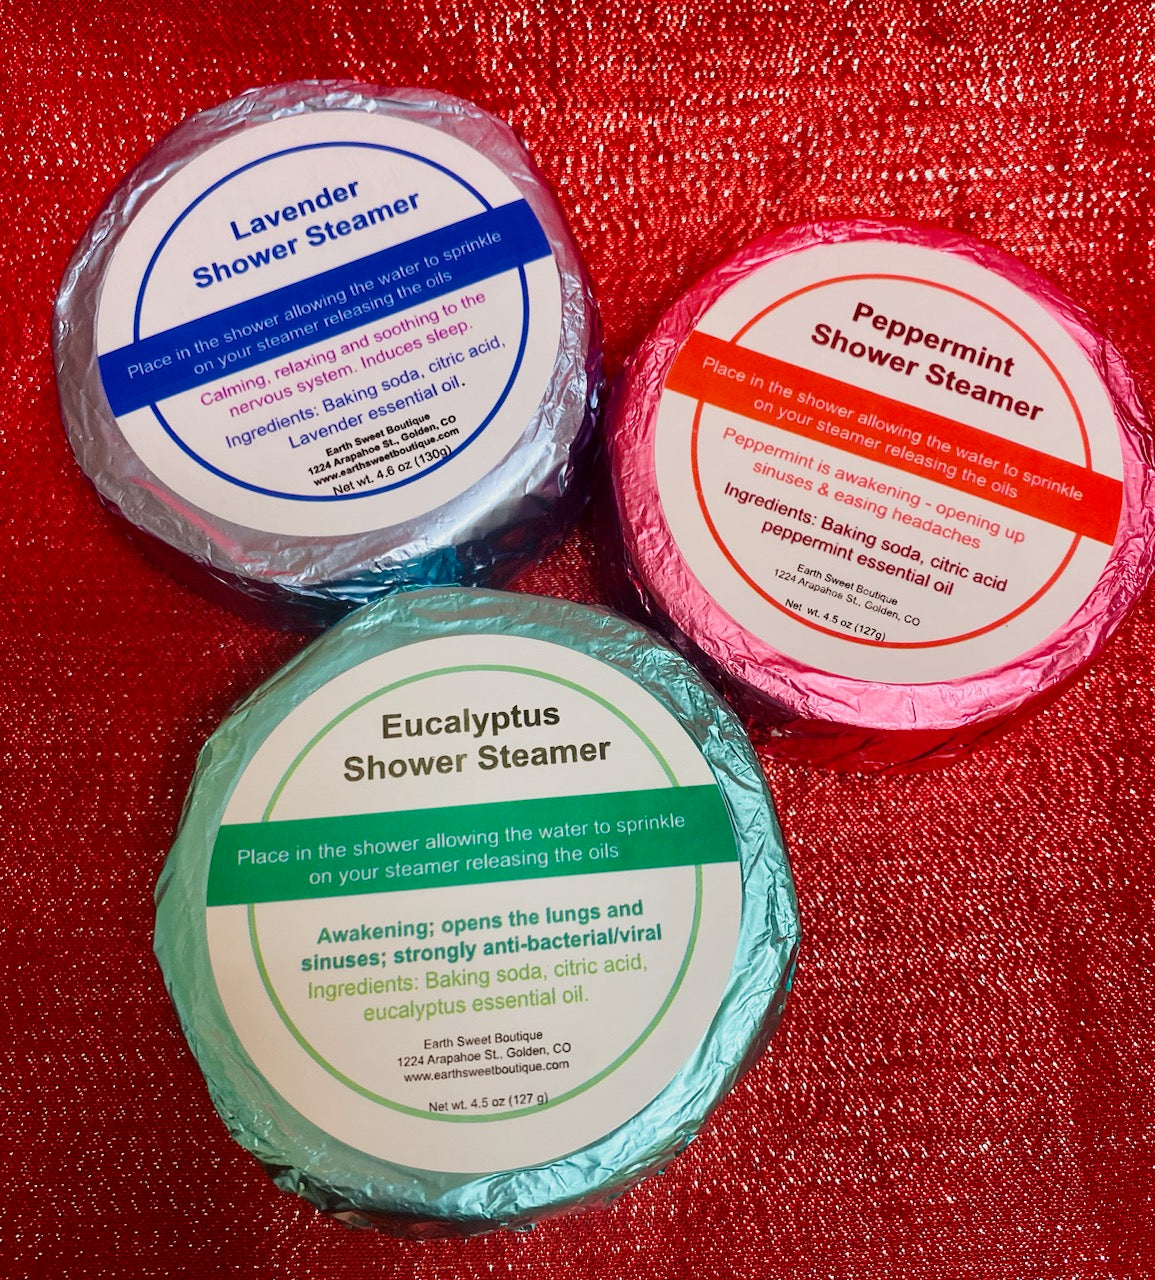 Lavender
Shower Steamer
Place in the shower allowing the water to sprinkle
on your steamer releasing the oils
Calming, relaxing and soothing to the
nervous system. Induces sleep.
Ingredients: Baking soda, citric acid,
Lavender essential oil.
Earth Sweet Boutique
1224 Arapahoe St., Golden, CO
www.earthsweetboutique.com
Net wt. 4.6 oz (130g)
Peppermint
Shower Steamer
Place in the shower allowing the water to sprinkle
on your steamer releasing the oils
Peppermint is awakening - opening up
sinuses & easing headaches
Ingredients: Baking soda, citric acid
peppermint essential oil
Earth Sweet Boutique
1224 Arapahoe St., Golden, CO
Net wt. 4.5 oz (127g)
Eucalyptus
Shower Steamer
Place in the shower allowing the water to sprinkle
on your steamer releasing the oils
Awakening; opens the lungs and
sinuses; strongly anti-bacterial/viral
Ingredients: Baking soda, citric acid,
eucalyptus essential oil.
Earth Sweet Boutique
1224 Arapahoe St., Golden, CO
www.earthsweetboutique.com
Net wt. 4.5 oz (127 g)